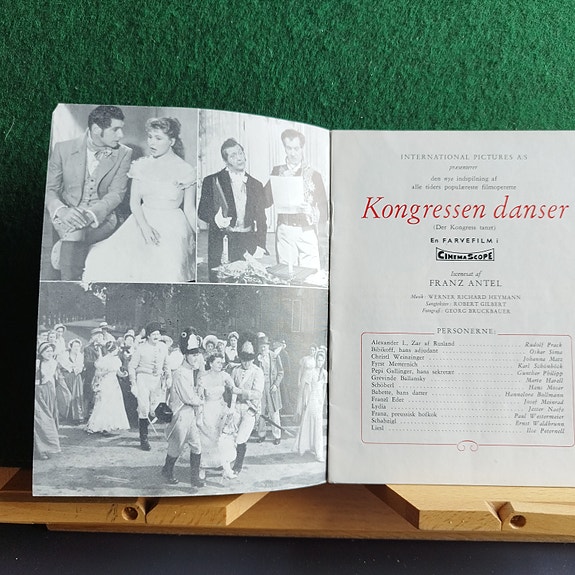 INTERNATIONAL PICTURES A/S
præsenterer
den nye indspilning af
alle tiders populæreste filmoperette
Kongressen danser
(Der Kongress tanzt)
En FARVEFILM i
CINEMASCOPE
Iscenesat af
FRANZ ANTEL
Musik: WERNER RICHARD HEYMANN
Sangtekster: ROBERT GILBERT
Fotograf: GEORG BRUCKBAUER
PERSONERNE:
Alexander I., Zar af Rusland Rudolf Prack
Bibikoff, hans adjudant Oskar Sima
Christl Weinzinger Johanna Matz
Fyrst Metternich Karl Schönböck
Pepi Gallinger, hans sekretær Gunther Philipp
Grevinde Ballansky Marte Harell
Schöberl Hans Moser
Babette, hans datter Hannelore Bollmann
Franzl Eder Josef Meinrad
Lydia Jester Naefe
Franz, preussisk hofkok Paul Westermeier
Schabnigl Ernst Waldbrunn
Liesl Ilse Peternell